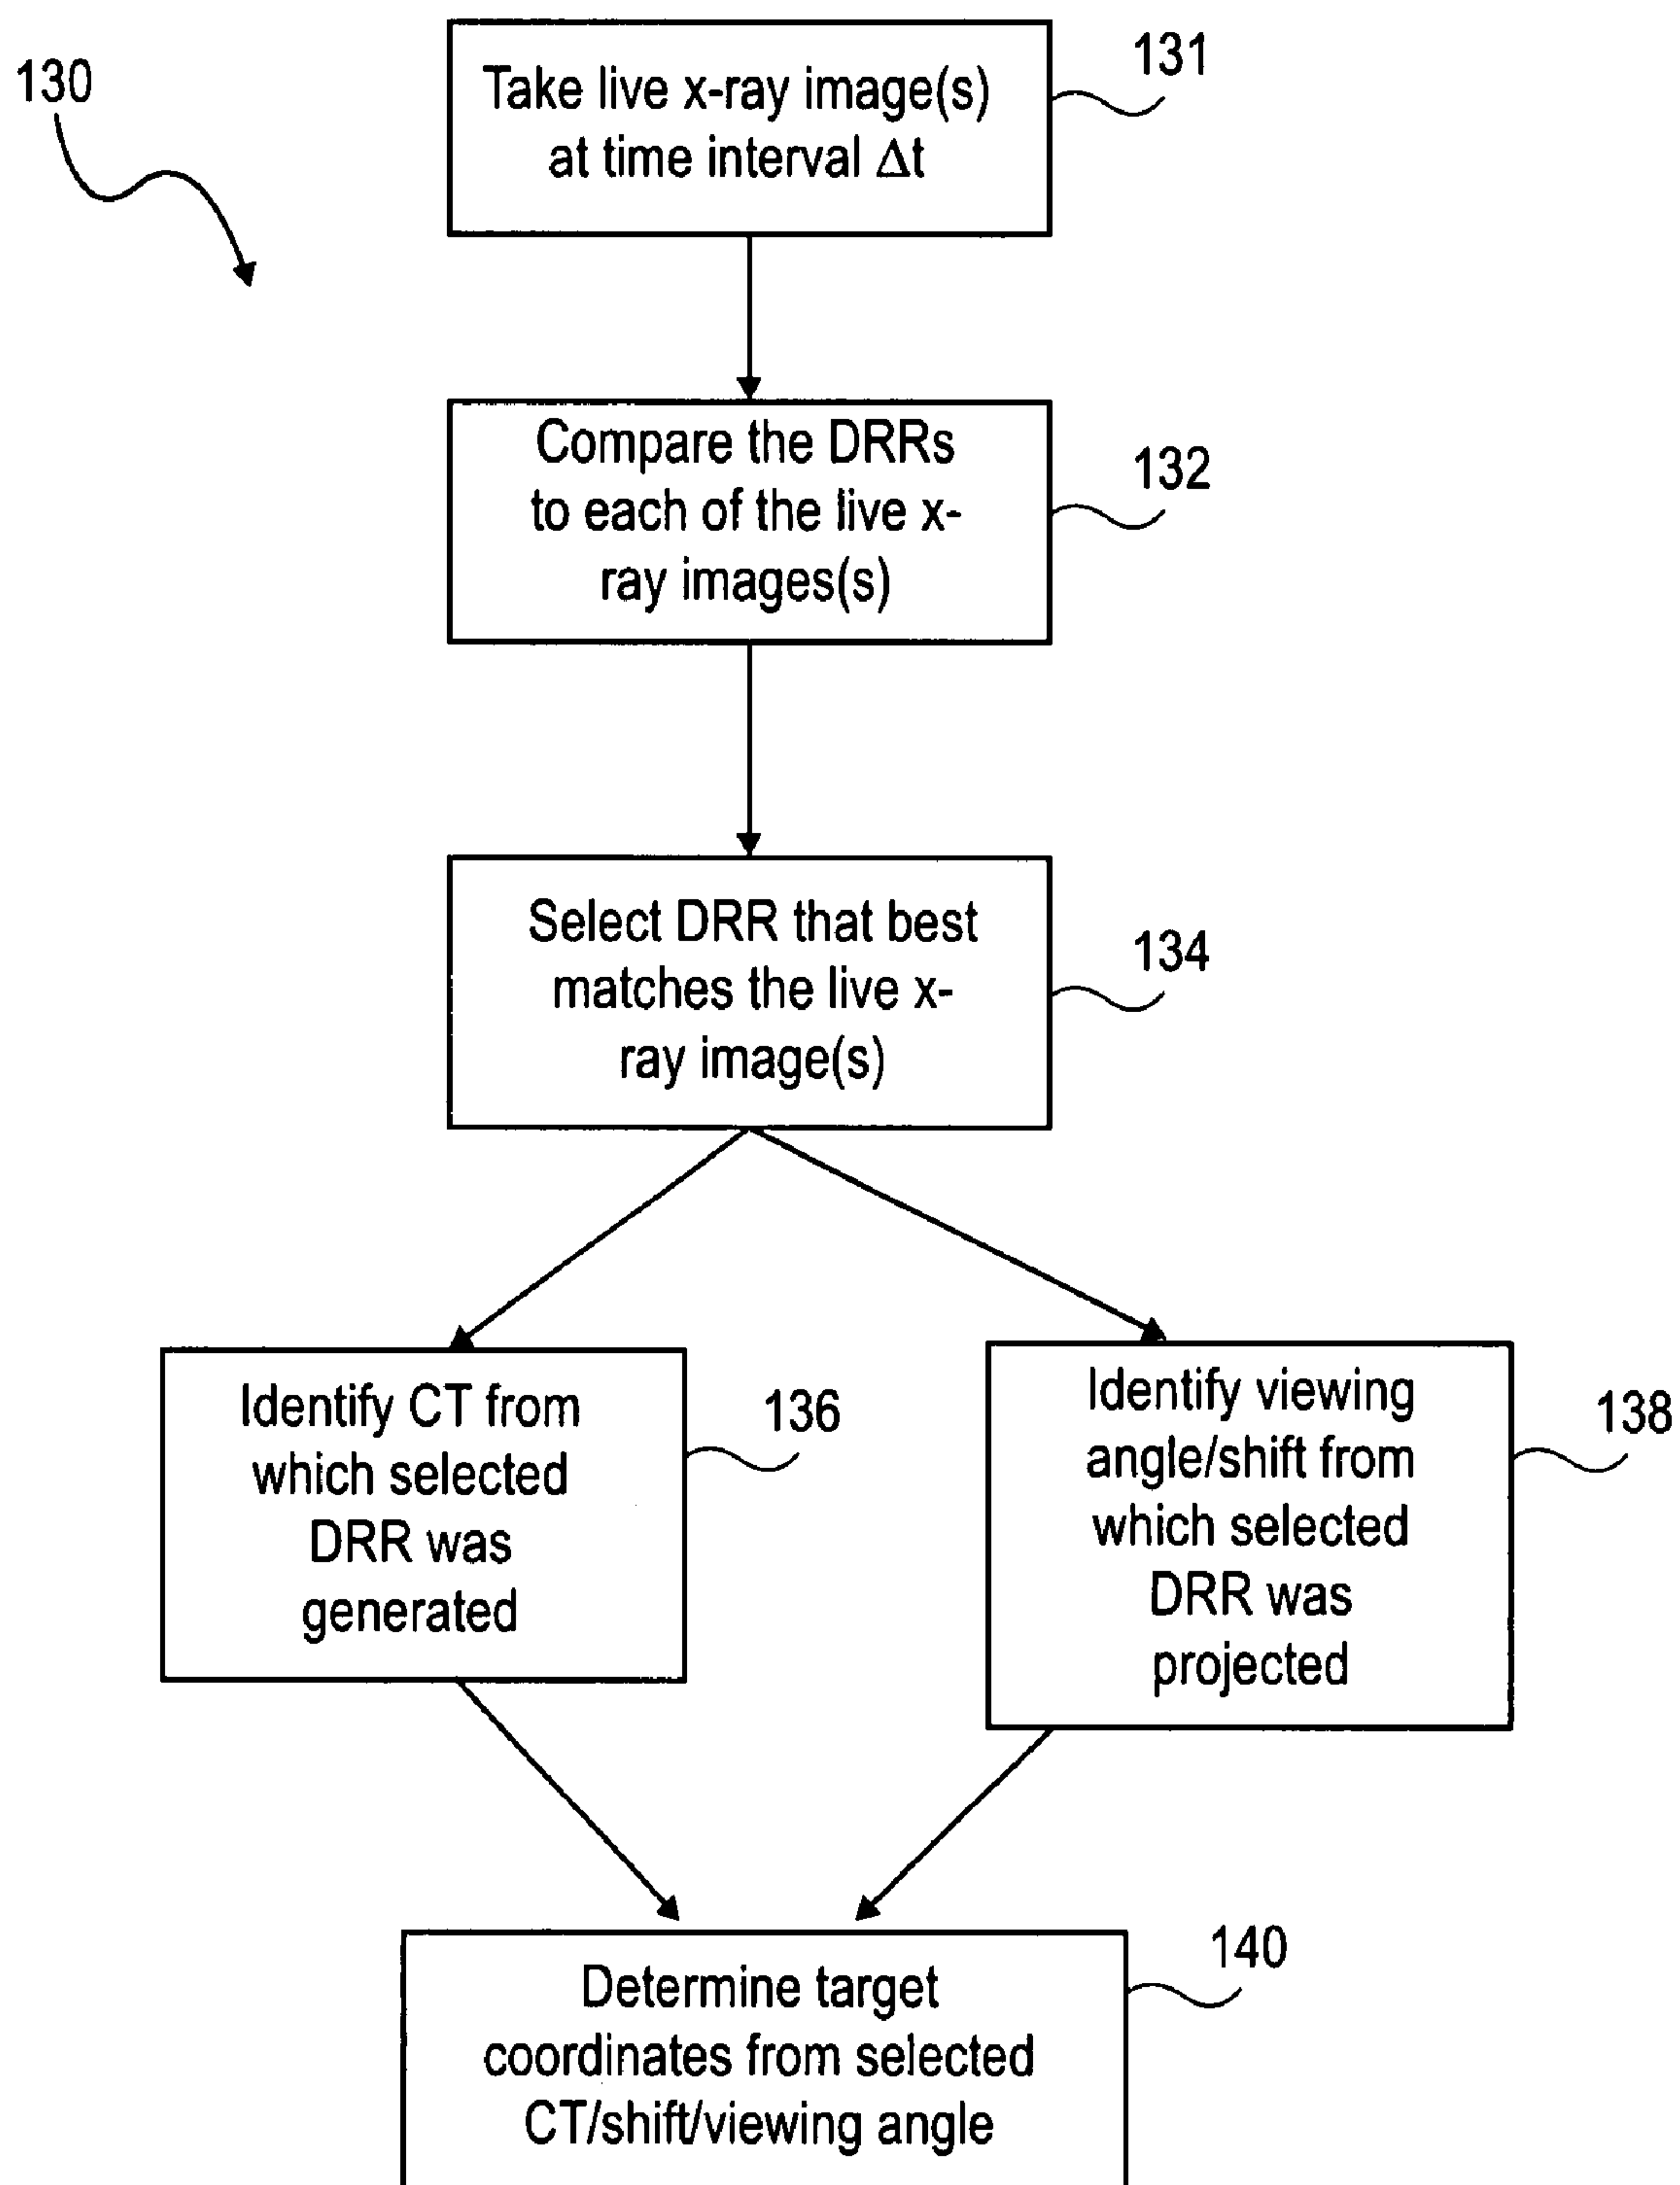 130
Take live x-ray image(s)
at time interval Δt
131
Compare the DRRs
to each of the live x-
ray images(s)
132
Select DRR that best
matches the live x-
ray image(s)
134
Identify CT from
which selected
DRR was
generated
136
Identify viewing
angle/shift from
which selected
DRR was
projected
138
Determine target
coordinates from selected
CT/shift/viewing angle
140